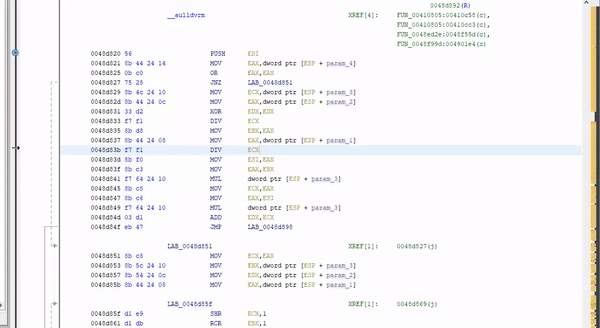 0048d892(R)
__aulldvrm XREF[4]: FUN_00410805:00410c58(c),
FUN_00410805:00410cc3(c),
FUN_0048ed2e:0048f55d(c),
FUN_0048f99d:004901e4(c)
0048d820 56 PUSH ESI
0048d821 8b 44 24 14 MOV EAX,dword ptr [ESP + param_4]
0048d825 0b c0 OR EAX,EAX
0048d827 75 28 JNZ LAB_0048d851
0048d829 8b 4c 24 10 MOV ECX,dword ptr [ESP + param_3]
0048d82d 8b 44 24 0c MOV EAX,dword ptr [ESP + param_2]
0048d831 33 d2 XOR EDX,EDX
0048d833 f7 f1 DIV ECX
0048d835 8b d8 MOV EBX,EAX
0048d837 8b 44 24 08 MOV EAX,dword ptr [ESP + param_1]
0048d83b f7 f1 DIV ECX
0048d83d 8b f0 MOV ESI,EAX
0048d83f 8b c3 MOV EAX,EBX
0048d841 f7 64 24 10 MUL dword ptr [ESP + param_3]
0048d845 8b c8 MOV ECX,EAX
0048d847 8b c6 MOV EAX,ESI
0048d849 f7 64 24 10 MUL dword ptr [ESP + param_3]
0048d84d 03 d1 ADD EDX,ECX
0048d84f eb 47 JMP LAB_0048d898
LAB_0048d851 XREF[1]: 0048d827(j)
0048d851 8b c8 MOV ECX,EAX
0048d853 8b 5c 24 10 MOV EBX,dword ptr [ESP + param_3]
0048d857 8b 54 24 0c MOV EDX,dword ptr [ESP + param_2]
0048d85b 8b 44 24 08 MOV EAX,dword ptr [ESP + param_1]
LAB_0048d85f XREF[1]: 0048d869(j)
0048d85f d1 e9 SHR ECX,1
0048d861 d1 db RCR EBX,1